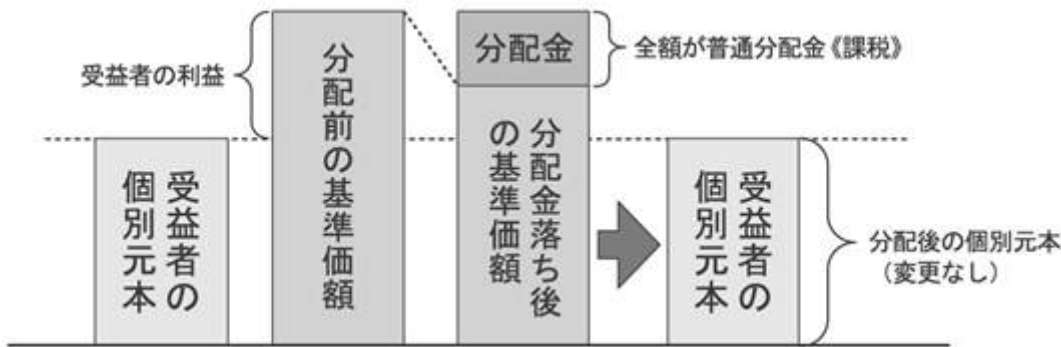 受益者の利益
受益者の
個別元本
分配前の基準価額
分配金
全額が普通分配金《課税》
分配金落ち後
の基準価額
受益者の
個別元本
分配後の個別元本
（変更なし）